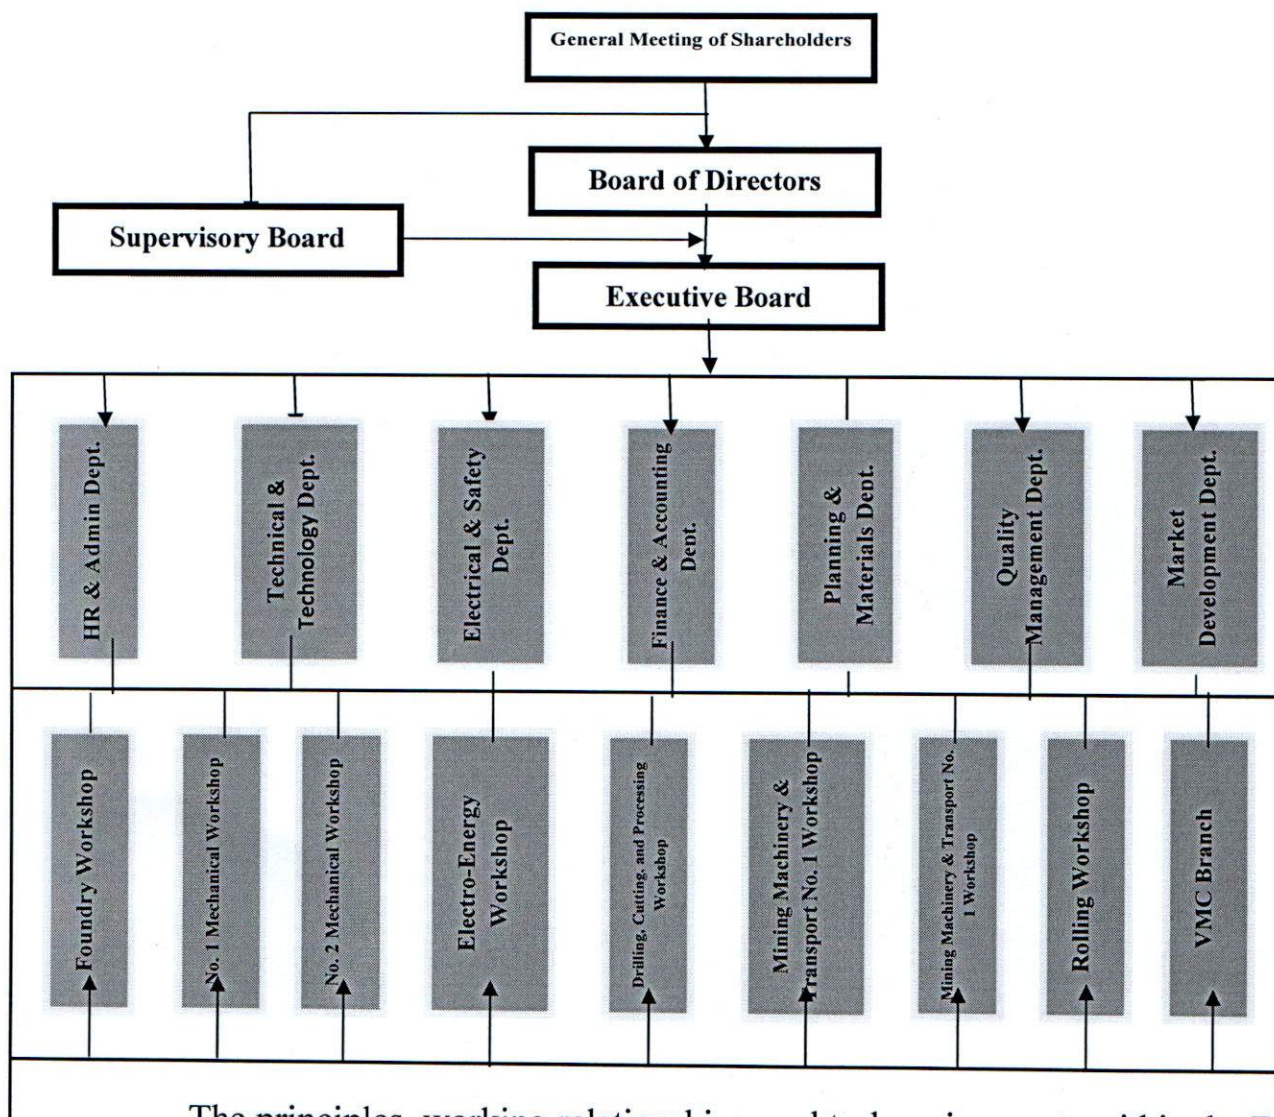 General Meeting of Shareholders
Board of Directors
Supervisory Board
Executive Board
HR & Admin Dept.
Technical &
Technology Dept.
Electrical & Safety
Dept.
Finance & Accounting
Dept.
Planning &
Materials Dept.
Quality
Management Dept.
Market
Development Dept.
Foundry Workshop
No. 1 Mechanical Workshop
No. 2 Mechanical Workshop
Electro-Energy
Workshop
Drilling, Cutting, and Processing
Workshop
Mining Machinery &
Transport No. 1 Workshop
Mining Machinery & Transport No.
1 Workshop
Rolling Workshop
VMC Branch
The principles, working relationships, and task